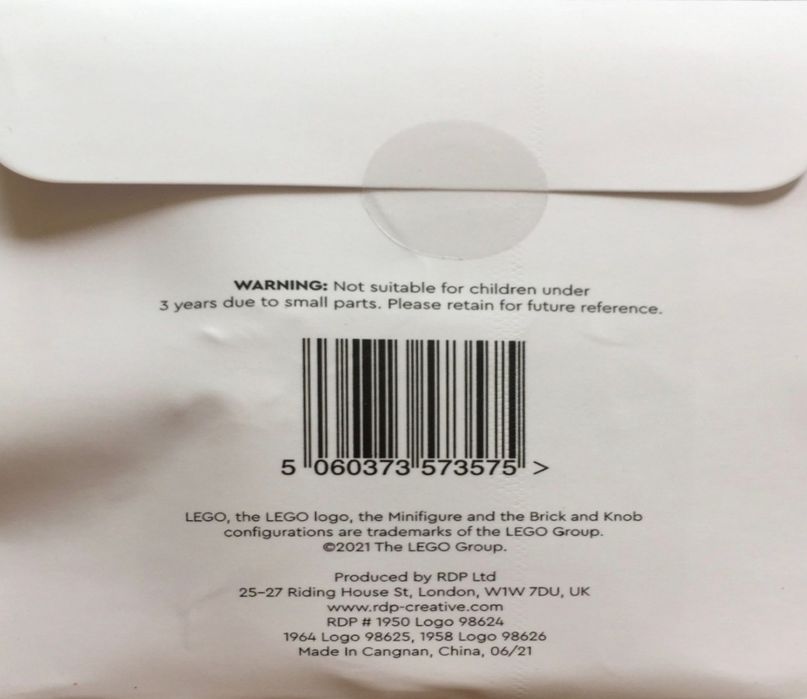 WARNING: Not suitable for children under
3 years due to small parts. Please retain for future reference.
5 060373 573575 >
LEGO, the LEGO logo, the Minifigure and the Brick and Knob
configurations are trademarks of the LEGO Group.
©2021 The LEGO Group.
Produced by RDP Ltd
25-27 Riding House St, London, W1W 7DU, UK
www.rdp-creative.com
RDP # 1950 Logo 98624
1964 Logo 98625, 1958 Logo 98626
Made In Cangnan, China, 06/21